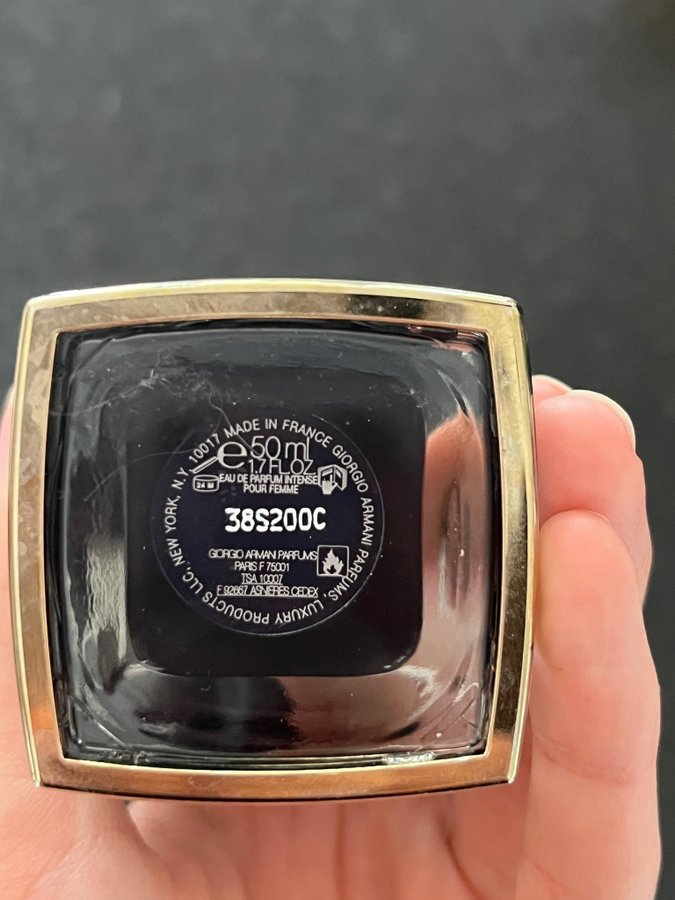 MADE IN FRANCE GIORGIO ARMANI PARFUMS, LUXURY PRODUCTS LLC, NEW YORK, N.Y. 10017
e 50 ml
1.7 FL.OZ
24 M
EAU DE PARFUM INTENSE
POUR FEMME
38S200C
GIORGIO ARMANI PARFUMS
PARIS F 75001
TSA 10007
F 92667 ASNIERES CEDEX